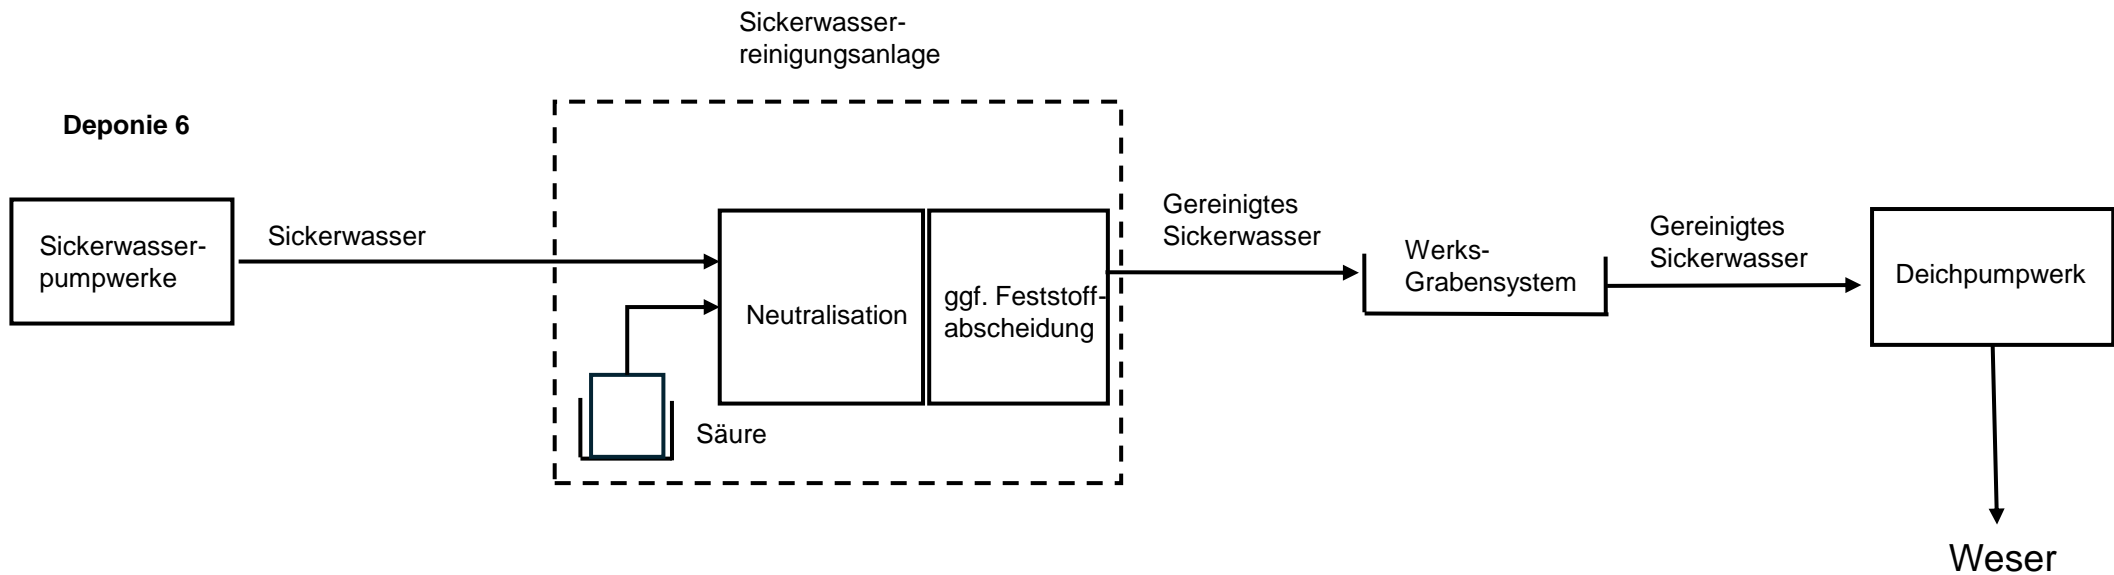 Sickerwasser-
reinigungsanlage
Deponie 6
Sickerwasser-
pumpwerke
Sickerwasser
Neutralisation
ggf. Feststoff-
abscheidung
Säure
Gereinigtes
Sickerwasser
Werks-
Grabensystem
Gereinigtes
Sickerwasser
Deichpumpwerk
Weser